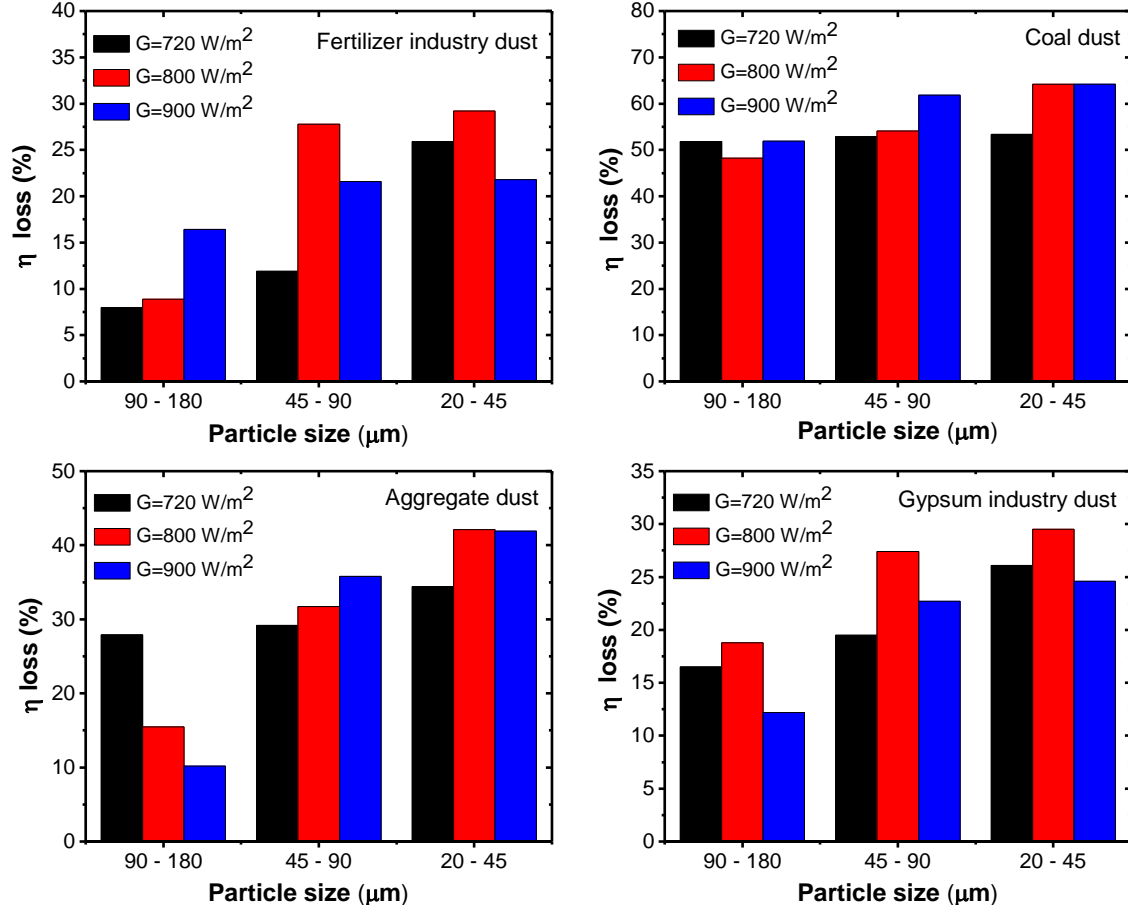 40
35
30
25
20
15
10
5
0
η loss (%)
G=720 W/m²
G=800 W/m²
G=900 W/m²
Fertilizer industry dust
90 - 180 45 - 90 20 - 45
Particle size (μm)
80
70
60
50
40
30
20
10
0
η loss (%)
G=720 W/m²
G=800 W/m²
G=900 W/m²
Coal dust
90 - 180 45 - 90 20 - 45
Particle size (μm)
50
40
30
20
10
0
η loss (%)
G=720 W/m²
G=800 W/m²
G=900 W/m²
Aggregate dust
90 - 180 45 - 90 20 - 45
Particle size (μm)
35
30
25
20
15
10
5
0
η loss (%)
G=720 W/m²
G=800 W/m²
G=900 W/m²
Gypsum industry dust
90 - 180 45 - 90 20 - 45
Particle size (μm)